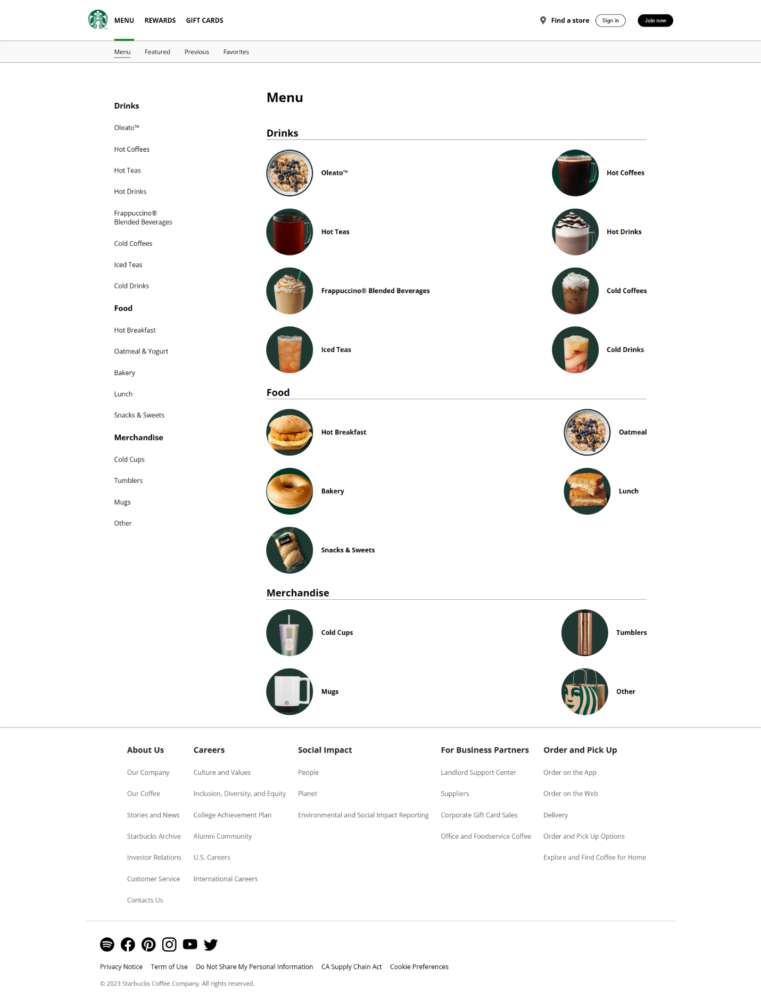 MENU
REWARDS
GIFT CARDS
Find a store
Sign in
Join now
Menu
Featured
Previous
Favorites
Drinks
Oleato™
Hot Coffees
Hot Teas
Hot Drinks
Frappuccino®
Blended Beverages
Cold Coffees
Iced Teas
Cold Drinks
Food
Hot Breakfast
Oatmeal & Yogurt
Bakery
Lunch
Snacks & Sweets
Merchandise
Cold Cups
Tumblers
Mugs
Other
Menu
Drinks
Oleato™
Hot Coffees
Hot Teas
Hot Drinks
Frappuccino® Blended Beverages
Cold Coffees
Iced Teas
Cold Drinks
Food
Hot Breakfast
Oatmeal
Bakery
Lunch
Snacks & Sweets
Merchandise
Cold Cups
Tumblers
Mugs
Other
About Us
Our Company
Our Coffee
Stories and News
Starbucks Archive
Investor Relations
Customer Service
Contacts Us
Careers
Culture and Values
Inclusion, Diversity, and Equity
College Achievement Plan
Alumni Community
U.S. Careers
International Careers
Social Impact
People
Planet
Environmental and Social Impact Reporting
For Business Partners
Landlord Support Center
Suppliers
Corporate Gift Card Sales
Office and Foodservice Coffee
Order and Pick Up
Order on the App
Order on the Web
Delivery
Order and Pick Up Options
Explore and Find Coffee for Home
Privacy Notice
Term of Use
Do Not Share My Personal Information
CA Supply Chain Act
Cookie Preferences
© 2023 Starbucks Coffee Company. All rights reserved.